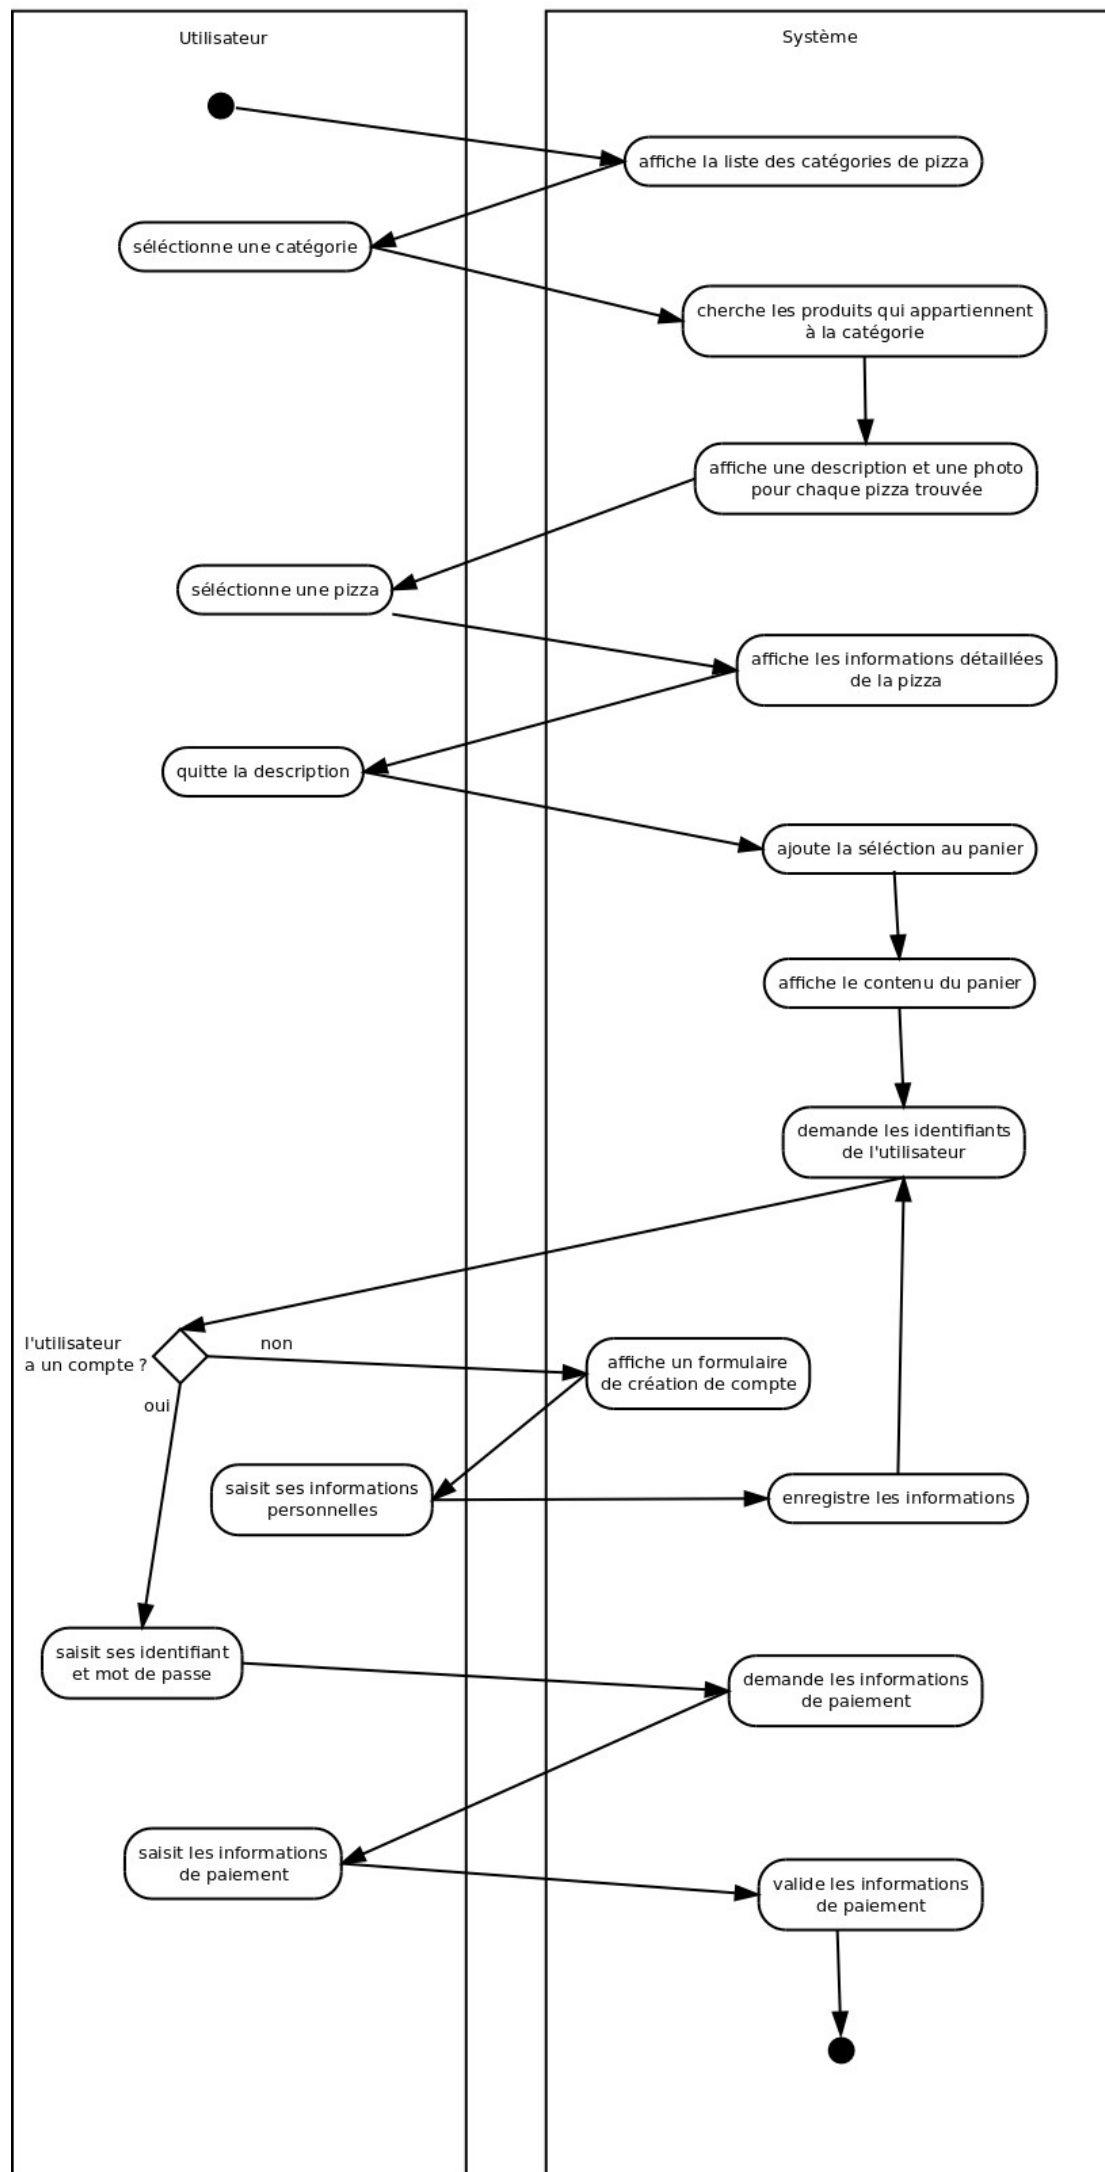 Utilisateur
Système
affiche la liste des catégories de pizza
séléctionne une catégorie
cherche les produits qui appartiennent
à la catégorie
affiche une description et une photo
pour chaque pizza trouvée
séléctionne une pizza
affiche les informations détaillées
de la pizza
quitte la description
ajoute la séléction au panier
affiche le contenu du panier
demande les identifiants
de l'utilisateur
l'utilisateur
a un compte ?
non
oui
affiche un formulaire
de création de compte
saisit ses informations
personnelles
enregistre les informations
saisit ses identifiant
et mot de passe
demande les informations
de paiement
saisit les informations
de paiement
valide les informations
de paiement